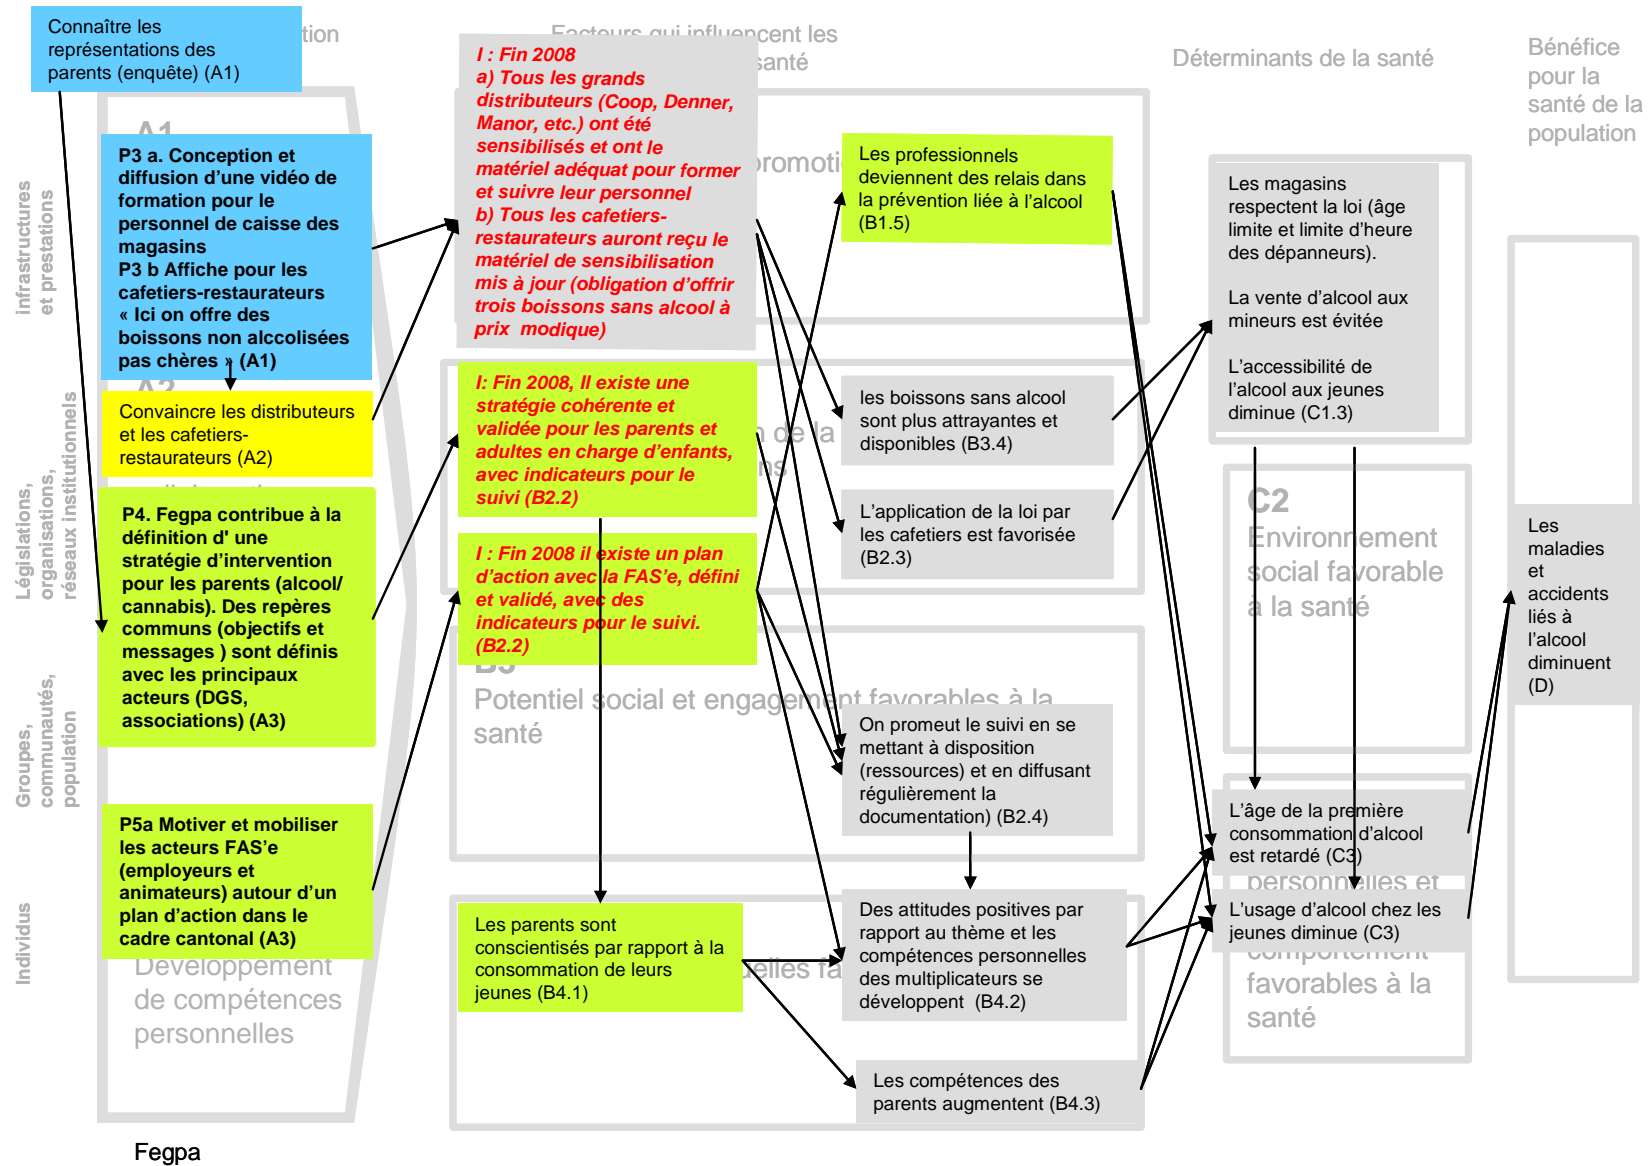 Connaître les
représentations des
parents (enquête) (A1)
tion
Facteurs qui influencent les
santé
Déterminants de la santé
Bénéfice
pour la
santé de la
population
infrastructures
et prestations
Législations,
organisations,
réseaux institutionnels
Groupes,
communautés,
population
Individus
A1
P3 a. Conception et
diffusion d'une vidéo de
formation pour le
personnel de caisse des
magasins
P3 b Affiche pour les
cafetiers-restaurateurs
« Ici on offre des
boissons non alccolisées
pas chères » (A1)
A2
Convaincre les distributeurs
et les cafetiers-
restaurateurs (A2)
P4. Fegpa contribue à la
définition d' une
stratégie d'intervention
pour les parents (alcool/
cannabis). Des repères
communs (objectifs et
messages ) sont définis
avec les principaux
acteurs (DGS,
associations) (A3)
P5a Motiver et mobiliser
les acteurs FAS'e
(employeurs et
animateurs) autour d'un
plan d'action dans le
cadre cantonal (A3)
Développement
de compétences
personnelles
Fegpa
I : Fin 2008
a) Tous les grands
distributeurs (Coop, Denner,
Manor, etc.) ont été
sensibilisés et ont le
matériel adéquat pour former
et suivre leur personnel
b) Tous les cafetiers-
restaurateurs auront reçu le
matériel de sensibilisation
mis à jour (obligation d'offrir
trois boissons sans alcool à
prix  modique)
promoti
I: Fin 2008, Il existe une
stratégie cohérente et
validée pour les parents et
adultes en charge d'enfants,
avec indicateurs pour le
suivi (B2.2)
n de la
ns
I : Fin 2008 il existe un plan
d'action avec la FAS'e, défini
et validé, avec des
indicateurs pour le suivi.
(B2.2)
B3
Potentiel social et engagement favorables à la
santé
Les parents sont
conscientisés par rapport à la
consommation de leurs
jeunes (B4.1)
uelles fa
Les professionnels
deviennent des relais dans
la prévention liée à l'alcool
(B1.5)
les boissons sans alcool
sont plus attrayantes et
disponibles (B3.4)
L'application de la loi par
les cafetiers est favorisée
(B2.3)
On promeut le suivi en se
mettant à disposition
(ressources) et en diffusant
régulièrement la
documentation) (B2.4)
Des attitudes positives par
rapport au thème et les
compétences personnelles
des multiplicateurs se
développent  (B4.2)
Les compétences des
parents augmentent (B4.3)
Les magasins
respectent la loi (âge
limite et limite d'heure
des dépanneurs).
La vente d'alcool aux
mineurs est évitée
L'accessibilité de
l'alcool aux jeunes
diminue (C1.3)
C2
Environnement
social favorable
à la santé
L'âge de la première
consommation d'alcool
est retardé (C3)
personnelles et
L'usage d'alcool chez les
jeunes diminue (C3)
comportement
favorables à la
santé
Les
maladies
et
accidents
liés à
l'alcool
diminuent
(D)